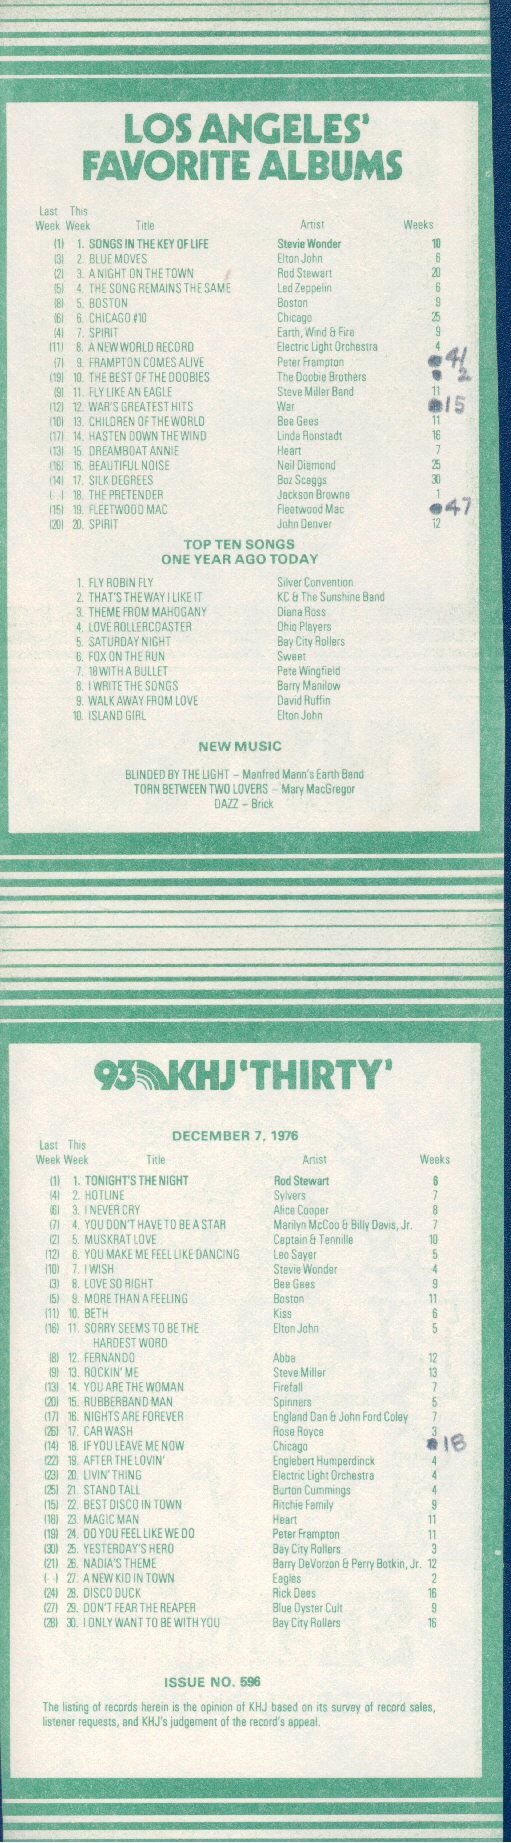 LOS ANGELES'
FAVORITE ALBUMS
Last This
Week Week Title Artist Weeks
(1) 1. SONGS IN THE KEY OF LIFE Stevie Wonder 10
(3) 2. BLUE MOVES Elton John 6
(2) 3. A NIGHT ON THE TOWN Rod Stewart 20
(5) 4. THE SONG REMAINS THE SAME Led Zeppelin 6
(8) 5. BOSTON Boston 9
(6) 6. CHICAGO #10 Chicago 25
(4) 7. SPIRIT Earth, Wind & Fire 9
(11) 8. A NEW WORLD RECORD Electric Light Orchestra 4
(7) 9. FRAMPTON COMES ALIVE Peter Frampton 41
(19) 10. THE BEST OF THE DOOBIES The Doobie Brothers 2
(9) 11. FLY LIKE AN EAGLE Steve Miller Band 11
(12) 12. WAR'S GREATEST HITS War 15
(10) 13. CHILDREN OF THE WORLD Bee Gees 11
(17) 14. HASTEN DOWN THE WIND Linda Ronstadt 16
(13) 15. DREAMBOAT ANNIE Heart 7
(16) 16. BEAUTIFUL NOISE Neil Diamond 25
(14) 17. SILK DEGREES Boz Scaggs 30
(--) 18. THE PRETENDER Jackson Browne 1
(15) 19. FLEETWOOD MAC Fleetwood Mac 47
(20) 20. SPIRIT John Denver 12
TOP TEN SONGS
ONE YEAR AGO TODAY
1. FLY ROBIN FLY Silver Convention
2. THAT'S THE WAY I LIKE IT KC & The Sunshine Band
3. THEME FROM MAHOGANY Diana Ross
4. LOVE ROLLERCOASTER Ohio Players
5. SATURDAY NIGHT Bay City Rollers
6. FOX ON THE RUN Sweet
7. 18 WITH A BULLET Pete Wingfield
8. I WRITE THE SONGS Barry Manilow
9. WALK AWAY FROM LOVE David Ruffin
10. ISLAND GIRL Elton John
NEW MUSIC
BLINDED BY THE LIGHT – Manfred Mann's Earth Band
TORN BETWEEN TWO LOVERS – Mary MacGregor
DAZZ – Brick
93 KHJ 'THIRTY'
DECEMBER 7, 1976
Last This
Week Week Title Artist Weeks
(1) 1. TONIGHT'S THE NIGHT Rod Stewart 6
(4) 2. HOTLINE Sylvers 7
(6) 3. I NEVER CRY Alice Cooper 8
(7) 4. YOU DON'T HAVE TO BE A STAR Marilyn McCoo & Billy Davis, Jr. 7
(2) 5. MUSKRAT LOVE Captain & Tennille 10
(12) 6. YOU MAKE ME FEEL LIKE DANCING Leo Sayer 5
(10) 7. I WISH Stevie Wonder 4
(3) 8. LOVE SO RIGHT Bee Gees 9
(5) 9. MORE THAN A FEELING Boston 11
(11) 10. BETH Kiss 6
(16) 11. SORRY SEEMS TO BE THE Elton John 5
HARDEST WORD
(8) 12. FERNANDO Abba 12
(9) 13. ROCKIN' ME Steve Miller 13
(13) 14. YOU ARE THE WOMAN Firefall 7
(20) 15. RUBBERBAND MAN Spinners 5
(17) 16. NIGHTS ARE FOREVER England Dan & John Ford Coley 7
(26) 17. CAR WASH Rose Royce 3
(14) 18. IF YOU LEAVE ME NOW Chicago 18
(22) 19. AFTER THE LOVIN' Englebert Humperdinck 4
(23) 20. LIVIN' THING Electric Light Orchestra 4
(25) 21. STAND TALL Burton Cummings 4
(15) 22. BEST DISCO IN TOWN Ritchie Family 9
(18) 23. MAGIC MAN Heart 11
(19) 24. DO YOU FEEL LIKE WE DO Peter Frampton 11
(30) 25. YESTERDAY'S HERO Bay City Rollers 3
(21) 26. NADIA'S THEME Barry DeVorzon & Perry Botkin, Jr. 12
(--) 27. A NEW KID IN TOWN Eagles 2
(24) 28. DISCO DUCK Rick Dees 16
(27) 29. DON'T FEAR THE REAPER Blue Oyster Cult 9
(28) 30. I ONLY WANT TO BE WITH YOU Bay City Rollers 16
ISSUE NO. 596
The listing of records herein is the opinion of KHJ based on its survey of record sales,
listener requests, and KHJ's judgement of the record's appeal.